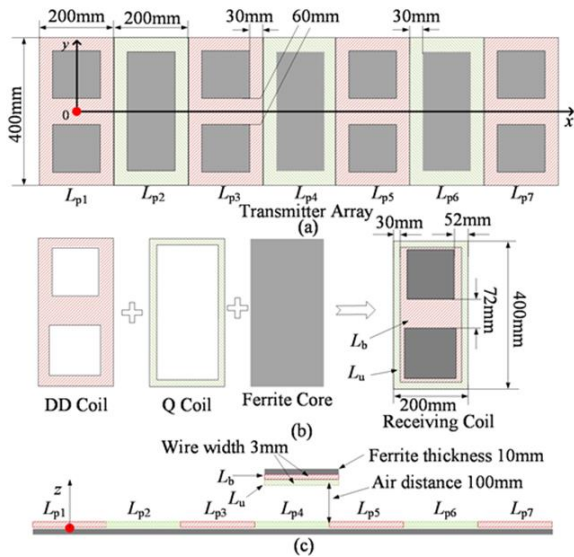 200mm 200mm 30mm 60mm 30mm
y
400mm
0
x
Lp1 Lp2 Lp3 Lp4 Lp5 Lp6 Lp7
Transmitter Array
(a)
30mm 52mm
72mm
400mm
Lb
Lu
200mm
DD Coil Q Coil Ferrite Core Receiving Coil
(b)
Wire width 3mm
Ferrite thickness 10mm
Lb
Air distance 100mm
Lu
z
Lp1 Lp2 Lp3 Lp4 Lp5 Lp6 Lp7
(c)